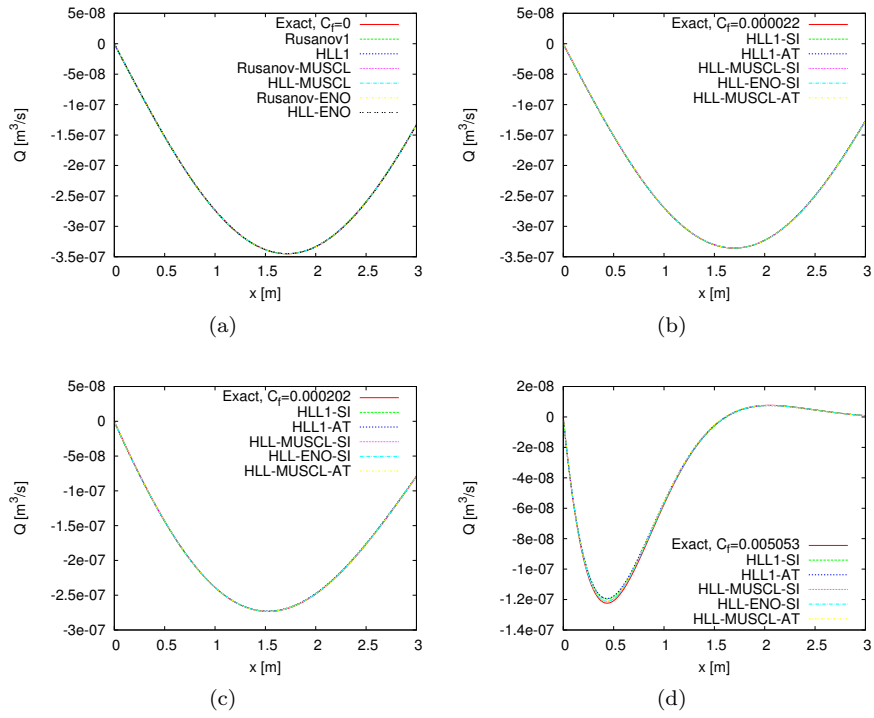 5e-08
0
-5e-08
-1e-07
-1.5e-07
-2e-07
-2.5e-07
-3e-07
-3.5e-07
Q [m³/s]
Exact, C_f=0
Rusanov1
HLL1
Rusanov-MUSCL
HLL-MUSCL
Rusanov-ENO
HLL-ENO
0 0.5 1 1.5 2 2.5 3
x [m]
(a)
5e-08
0
-5e-08
-1e-07
-1.5e-07
-2e-07
-2.5e-07
-3e-07
-3.5e-07
Q [m³/s]
Exact, C_f=0.000022
HLL1-SI
HLL1-AT
HLL-MUSCL-SI
HLL-ENO-SI
HLL-MUSCL-AT
0 0.5 1 1.5 2 2.5 3
x [m]
(b)
5e-08
0
-5e-08
-1e-07
-1.5e-07
-2e-07
-2.5e-07
-3e-07
Q [m³/s]
Exact, C_f=0.000202
HLL1-SI
HLL1-AT
HLL-MUSCL-SI
HLL-ENO-SI
HLL-MUSCL-AT
0 0.5 1 1.5 2 2.5 3
x [m]
(c)
2e-08
0
-2e-08
-4e-08
-6e-08
-8e-08
-1e-07
-1.2e-07
-1.4e-07
Q [m³/s]
Exact, C_f=0.005053
HLL1-SI
HLL1-AT
HLL-MUSCL-SI
HLL-ENO-SI
HLL-MUSCL-AT
0 0.5 1 1.5 2 2.5 3
x [m]
(d)